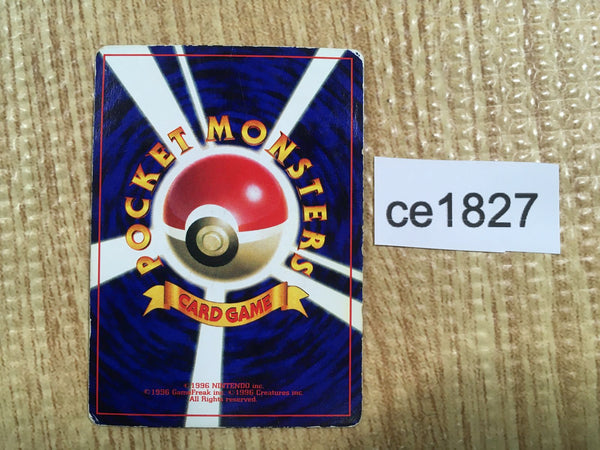 POCKET MONSTERS
CARD GAME
©1996 NINTENDO inc.
©1996 GameFreak inc. ©1996 Creatures inc.
All Rights reserved.
ce1827